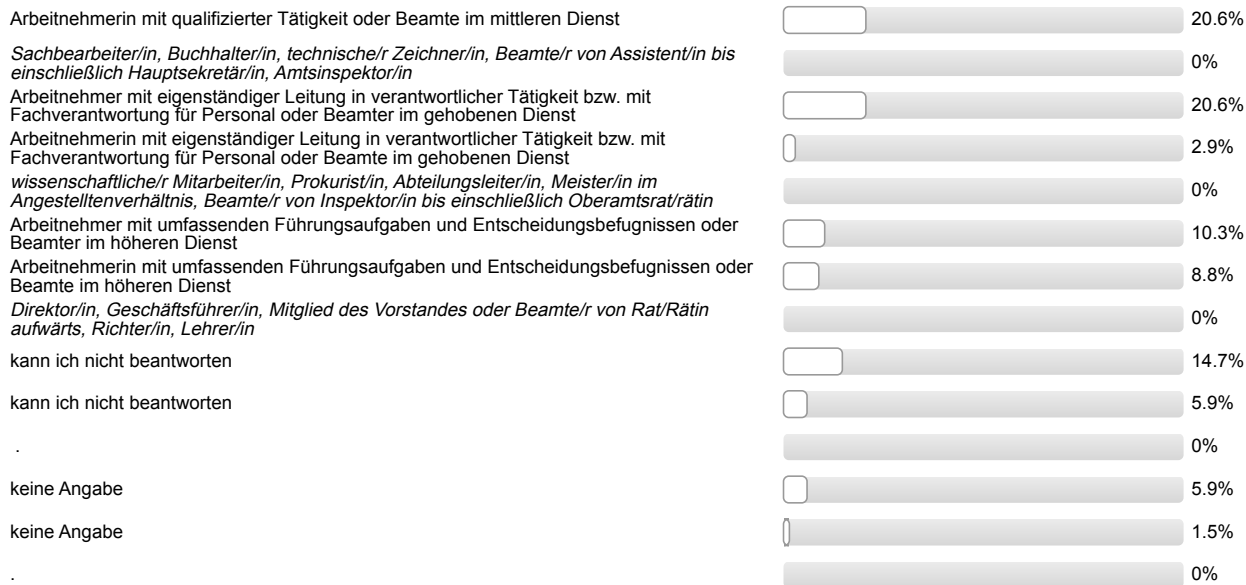 Arbeitnehmerin mit qualifizierter Tätigkeit oder Beamte im mittleren Dienst 20.6%
Sachbearbeiter/in, Buchhalter/in, technische/r Zeichner/in, Beamte/r von Assistent/in bis
einschließlich Hauptsekretär/in, Amtsinspektor/in 0%
Arbeitnehmer mit eigenständiger Leitung in verantwortlicher Tätigkeit bzw. mit
Fachverantwortung für Personal oder Beamter im gehobenen Dienst 20.6%
Arbeitnehmerin mit eigenständiger Leitung in verantwortlicher Tätigkeit bzw. mit
Fachverantwortung für Personal oder Beamte im gehobenen Dienst 2.9%
wissenschaftliche/r Mitarbeiter/in, Prokurist/in, Abteilungsleiter/in, Meister/in im
Angestelltenverhältnis, Beamte/r von Inspektor/in bis einschließlich Oberamtsrat/rätin 0%
Arbeitnehmer mit umfassenden Führungsaufgaben und Entscheidungsbefugnissen oder
Beamter im höheren Dienst 10.3%
Arbeitnehmerin mit umfassenden Führungsaufgaben und Entscheidungsbefugnissen oder
Beamte im höheren Dienst 8.8%
Direktor/in, Geschäftsführer/in, Mitglied des Vorstandes oder Beamte/r von Rat/Rätin
aufwärts, Richter/in, Lehrer/in 0%
kann ich nicht beantworten 14.7%
kann ich nicht beantworten 5.9%
. 0%
keine Angabe 5.9%
keine Angabe 1.5%
. 0%